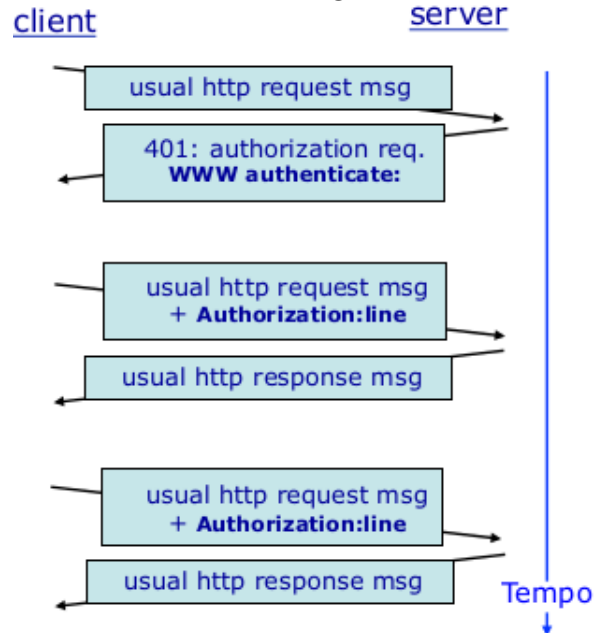 client
server
usual http request msg
401: authorization req.
WWW authenticate:
usual http request msg
+ Authorization:line
usual http response msg
usual http request msg
+ Authorization:line
usual http response msg
Tempo